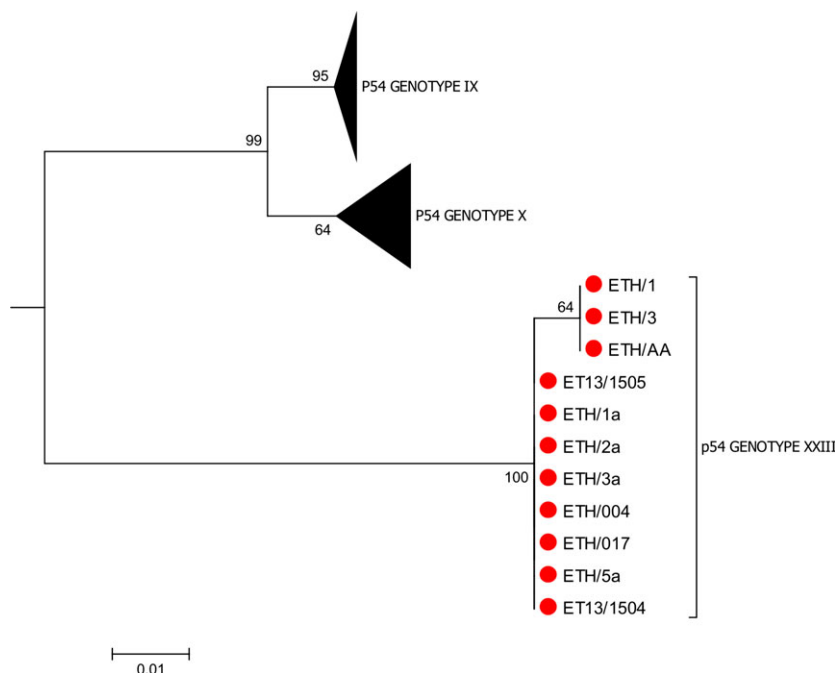 95
P54 GENOTYPE IX
99
64
P54 GENOTYPE X
ETH/1
64
ETH/3
ETH/AA
ET13/1505
ETH/1a
ETH/2a
p54 GENOTYPE XXIII
100
ETH/3a
ETH/004
ETH/017
ETH/5a
ET13/1504
0.01